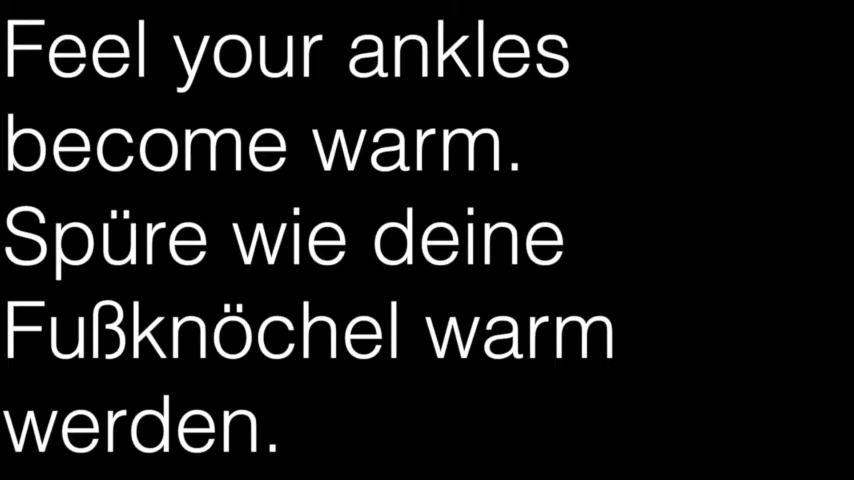 Feel your ankles
become warm.
Spüre wie deine
Fußknöchel warm
werden.